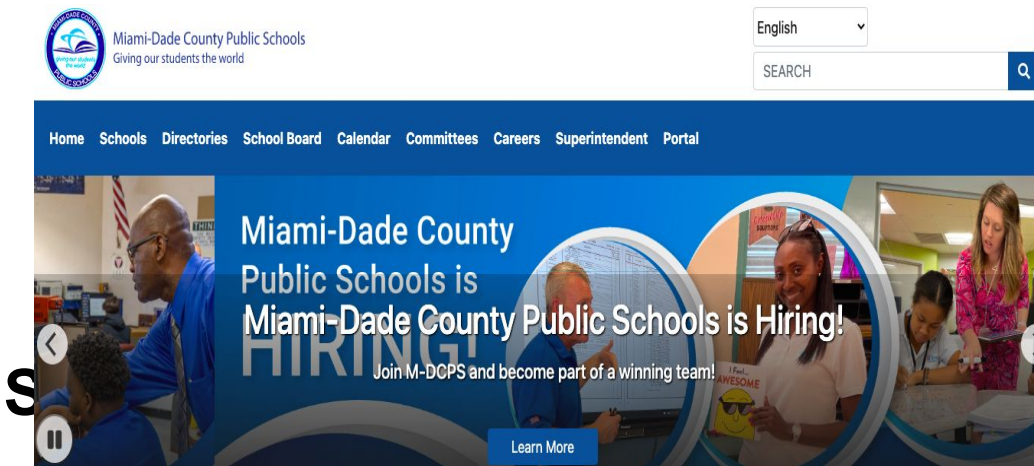 Miami-Dade County Public Schools
Giving our students the world
English
SEARCH
Home Schools Directories School Board Calendar Committees Careers Superintendent Portal
Miami-Dade County
Public Schools is
HIRING!
Miami-Dade County Public Schools is Hiring!
Join M-DCPS and become part of a winning team!
I Feel...
AWESOME
THINK
S
Learn More